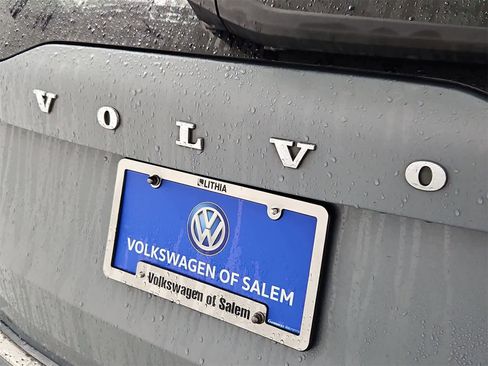 VOLVO
LITHIA
VOLKSWAGEN OF SALEM
Volkswagen of Salem